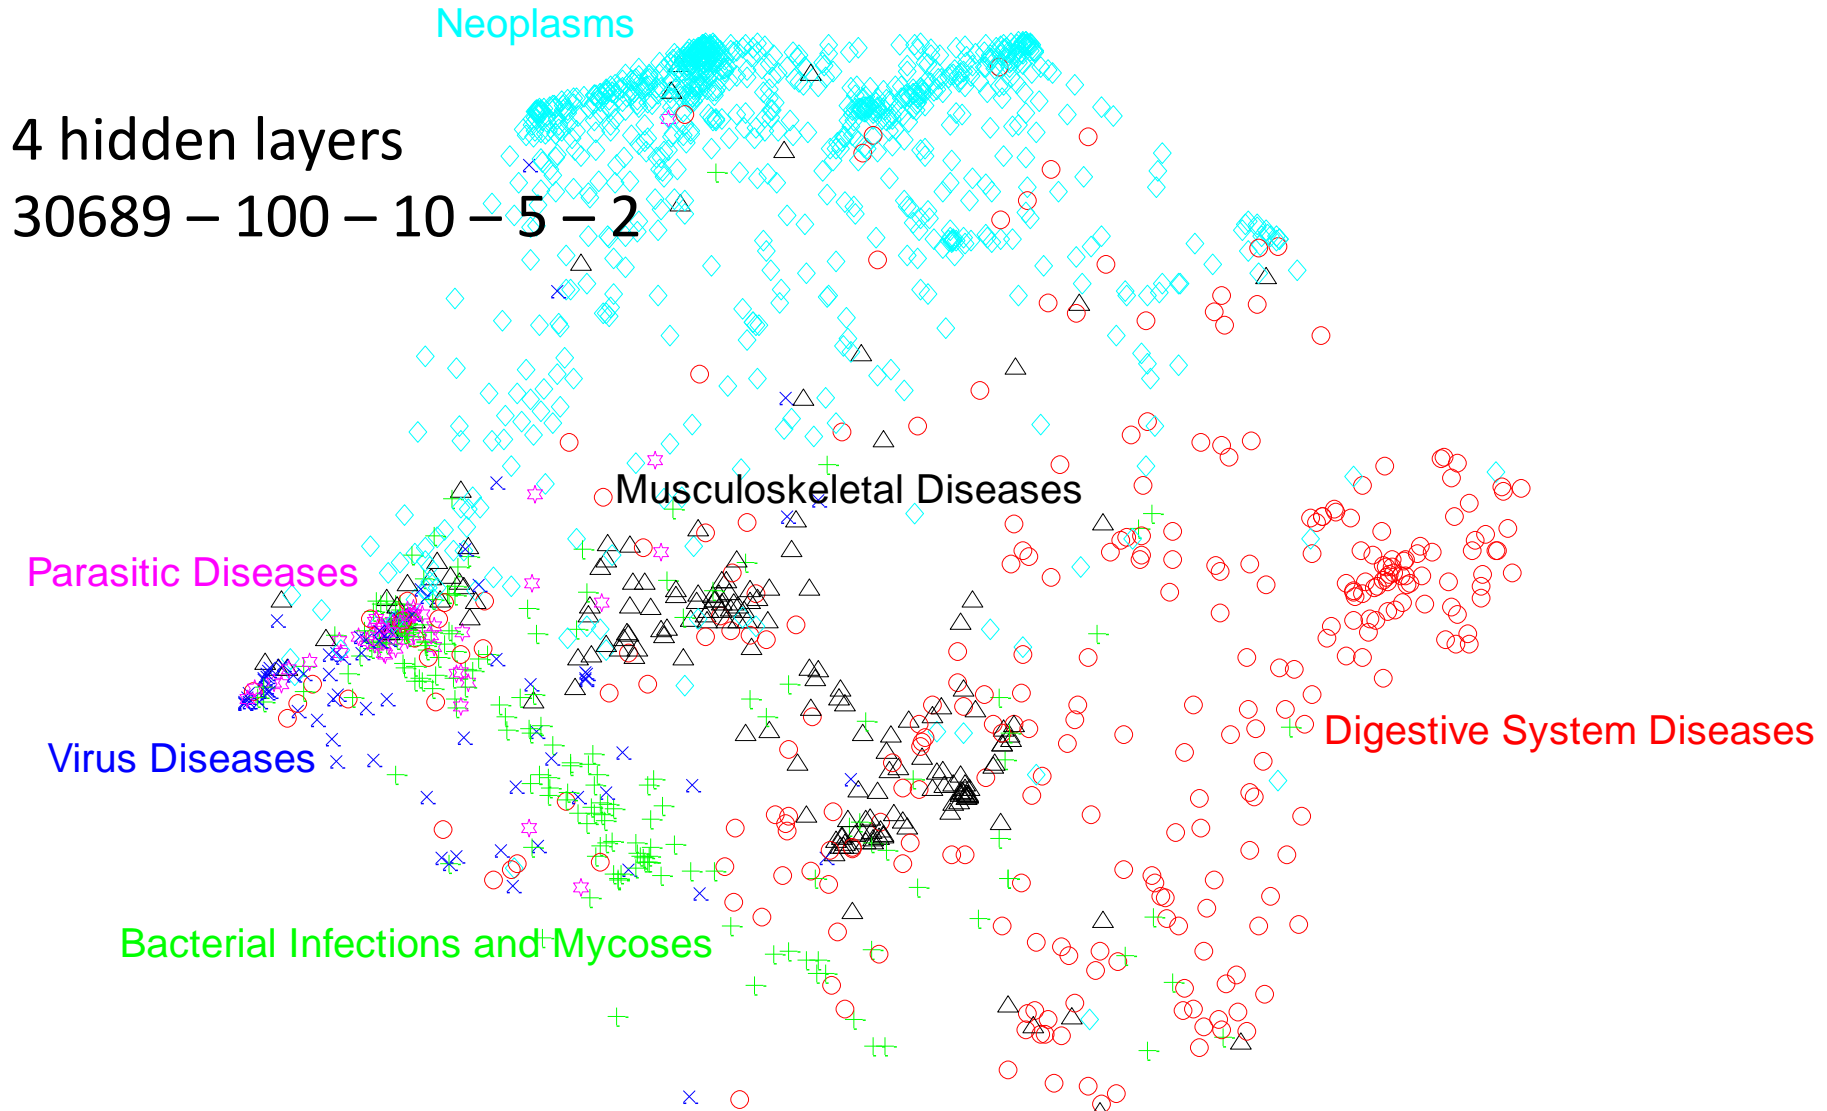 Neoplasms
4 hidden layers
30689 – 100 – 10 – 5 – 2
Musculoskeletal Diseases
Parasitic Diseases
Digestive System Diseases
Virus Diseases
Bacterial Infections and Mycoses